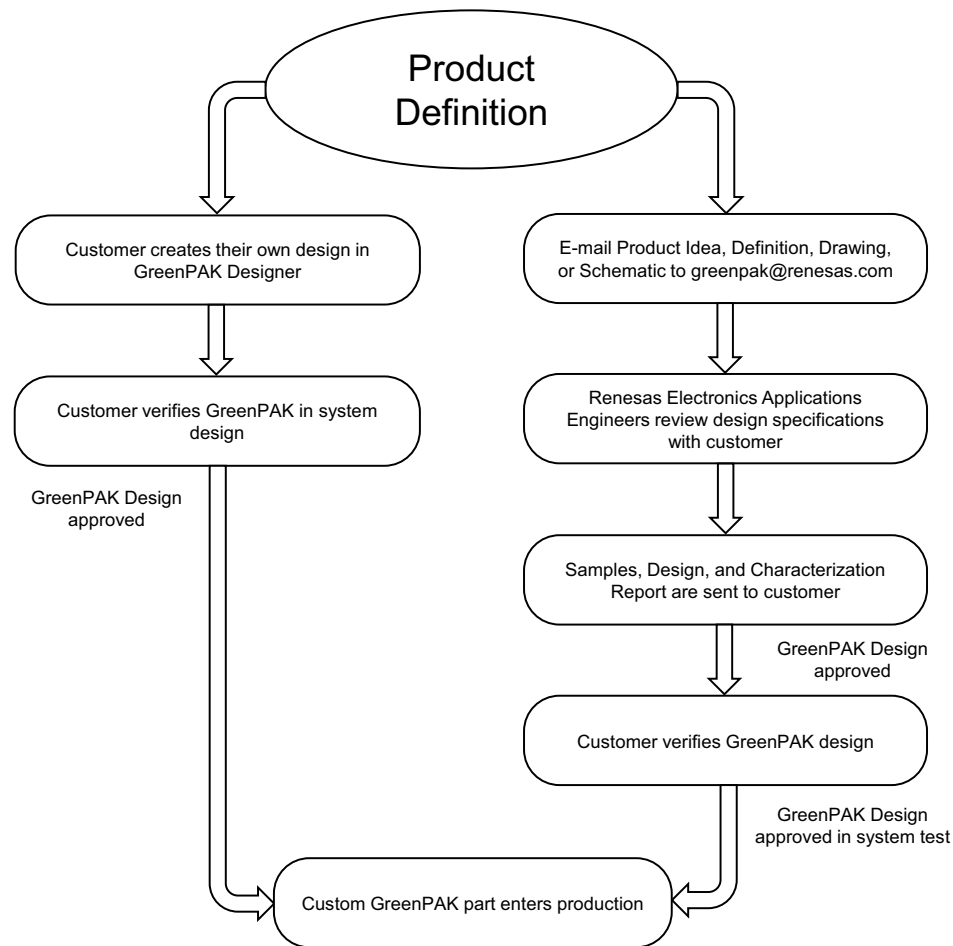 Product
Definition
Customer creates their own design in
GreenPAK Designer
E-mail Product Idea, Definition, Drawing,
or Schematic to greenpak@renesas.com
Customer verifies GreenPAK in system
design
Renesas Electronics Applications
Engineers review design specifications
with customer
GreenPAK Design
approved
Samples, Design, and Characterization
Report are sent to customer
GreenPAK Design
approved
Customer verifies GreenPAK design
GreenPAK Design
approved in system test
Custom GreenPAK part enters production